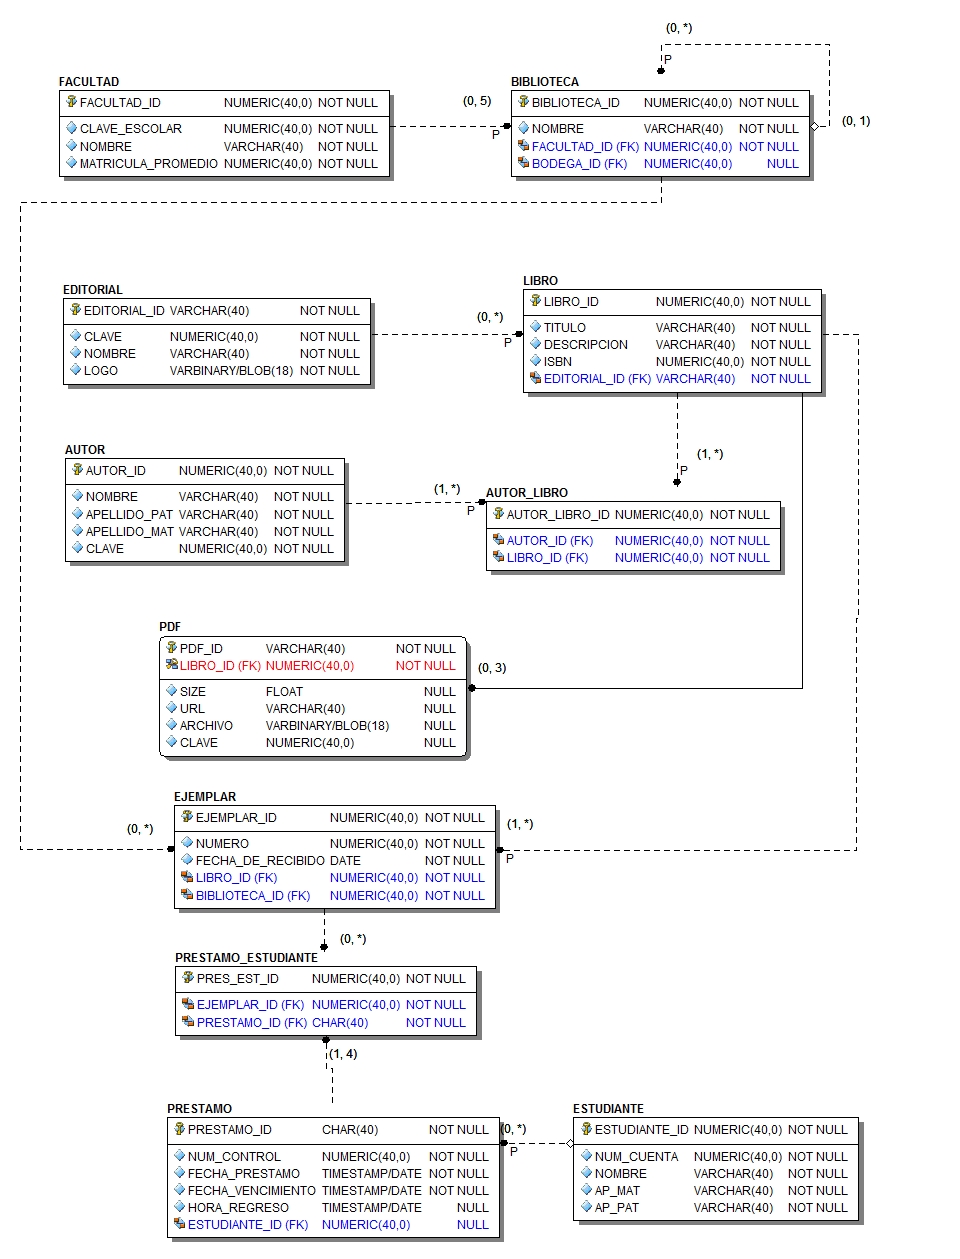 (0, *)
P
FACULTAD
FACULTAD_ID NUMERIC(40,0) NOT NULL
CLAVE_ESCOLAR NUMERIC(40,0) NOT NULL
NOMBRE VARCHAR(40) NOT NULL
MATRICULA_PROMEDIO NUMERIC(40,0) NOT NULL
(0, 5)
P
BIBLIOTECA
BIBLIOTECA_ID NUMERIC(40,0) NOT NULL
NOMBRE VARCHAR(40) NOT NULL
FACULTAD_ID (FK) NUMERIC(40,0) NOT NULL
BODEGA_ID (FK) NUMERIC(40,0) NULL
(0, 1)
EDITORIAL
EDITORIAL_ID VARCHAR(40) NOT NULL
CLAVE NUMERIC(40,0) NOT NULL
NOMBRE VARCHAR(40) NOT NULL
LOGO VARBINARY/BLOB(18) NOT NULL
(0, *)
P
LIBRO
LIBRO_ID NUMERIC(40,0) NOT NULL
TITULO VARCHAR(40) NOT NULL
DESCRIPCION VARCHAR(40) NOT NULL
ISBN NUMERIC(40,0) NOT NULL
EDITORIAL_ID (FK) VARCHAR(40) NOT NULL
(1, *)
P
AUTOR
AUTOR_ID NUMERIC(40,0) NOT NULL
NOMBRE VARCHAR(40) NOT NULL
APELLIDO_PAT VARCHAR(40) NOT NULL
APELLIDO_MAT VARCHAR(40) NOT NULL
CLAVE NUMERIC(40,0) NOT NULL
(1, *)
P
AUTOR_LIBRO
AUTOR_LIBRO_ID NUMERIC(40,0) NOT NULL
AUTOR_ID (FK) NUMERIC(40,0) NOT NULL
LIBRO_ID (FK) NUMERIC(40,0) NOT NULL
PDF
PDF_ID VARCHAR(40) NOT NULL
LIBRO_ID (FK) NUMERIC(40,0) NOT NULL
SIZE FLOAT NULL
URL VARCHAR(40) NULL
ARCHIVO VARBINARY/BLOB(18) NULL
CLAVE NUMERIC(40,0) NULL
(0, 3)
(0, *)
EJEMPLAR
EJEMPLAR_ID NUMERIC(40,0) NOT NULL
NUMERO NUMERIC(40,0) NOT NULL
FECHA_DE_RECIBIDO DATE NOT NULL
LIBRO_ID (FK) NUMERIC(40,0) NOT NULL
BIBLIOTECA_ID (FK) NUMERIC(40,0) NOT NULL
(1, *)
P
(0, *)
PRESTAMO_ESTUDIANTE
PRES_EST_ID NUMERIC(40,0) NOT NULL
EJEMPLAR_ID (FK) NUMERIC(40,0) NOT NULL
PRESTAMO_ID (FK) CHAR(40) NOT NULL
(1, 4)
PRESTAMO
PRESTAMO_ID CHAR(40) NOT NULL
NUM_CONTROL NUMERIC(40,0) NOT NULL
FECHA_PRESTAMO TIMESTAMP/DATE NOT NULL
FECHA_VENCIMIENTO TIMESTAMP/DATE NOT NULL
HORA_REGRESO TIMESTAMP/DATE NULL
ESTUDIANTE_ID (FK) NUMERIC(40,0) NULL
(0, *)
P
ESTUDIANTE
ESTUDIANTE_ID NUMERIC(40,0) NOT NULL
NUM_CUENTA NUMERIC(40,0) NOT NULL
NOMBRE VARCHAR(40) NOT NULL
AP_MAT VARCHAR(40) NOT NULL
AP_PAT VARCHAR(40) NOT NULL